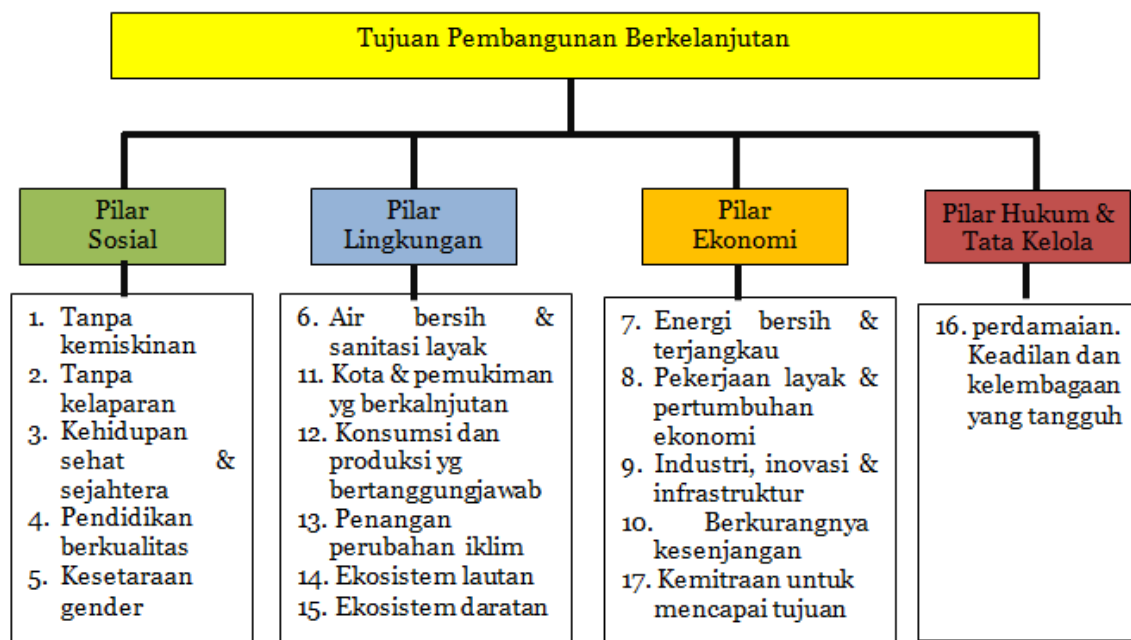 Tujuan Pembangunan Berkelanjutan
Pilar
Sosial
1. Tanpa
kemiskinan
2. Tanpa
kelaparan
3. Kehidupan
sehat &
sejahtera
4. Pendidikan
berkualitas
5. Kesetaraan
gender
Pilar
Lingkungan
6. Air bersih &
sanitasi layak
11. Kota & pemukiman
yg berkalnjutan
12. Konsumsi dan
produksi yg
bertanggungjawab
13. Penangan
perubahan iklim
14. Ekosistem lautan
15. Ekosistem daratan
Pilar
Ekonomi
7. Energi bersih &
terjangkau
8. Pekerjaan layak &
pertumbuhan
ekonomi
9. Industri, inovasi &
infrastruktur
10. Berkurangnya
kesenjangan
17. Kemitraan untuk
mencapai tujuan
Pilar Hukum &
Tata Kelola
16. perdamaian.
Keadilan dan
kelembagaan
yang tangguh